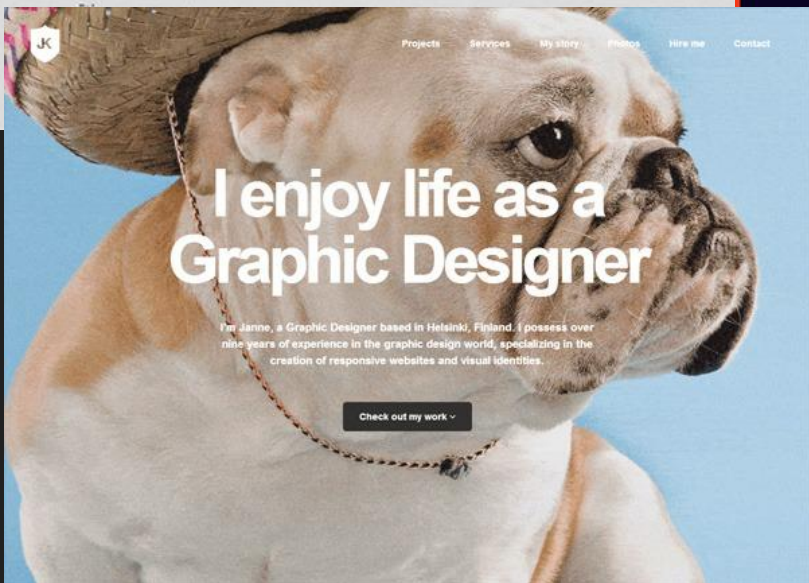 JK
Projects Services My story Photos Hire me Contact
I enjoy life as a
Graphic Designer
I'm Janne, a Graphic Designer based in Helsinki, Finland. I possess over
nine years of experience in the graphic design world, specializing in the
creation of responsive websites and visual identities.
Check out my work